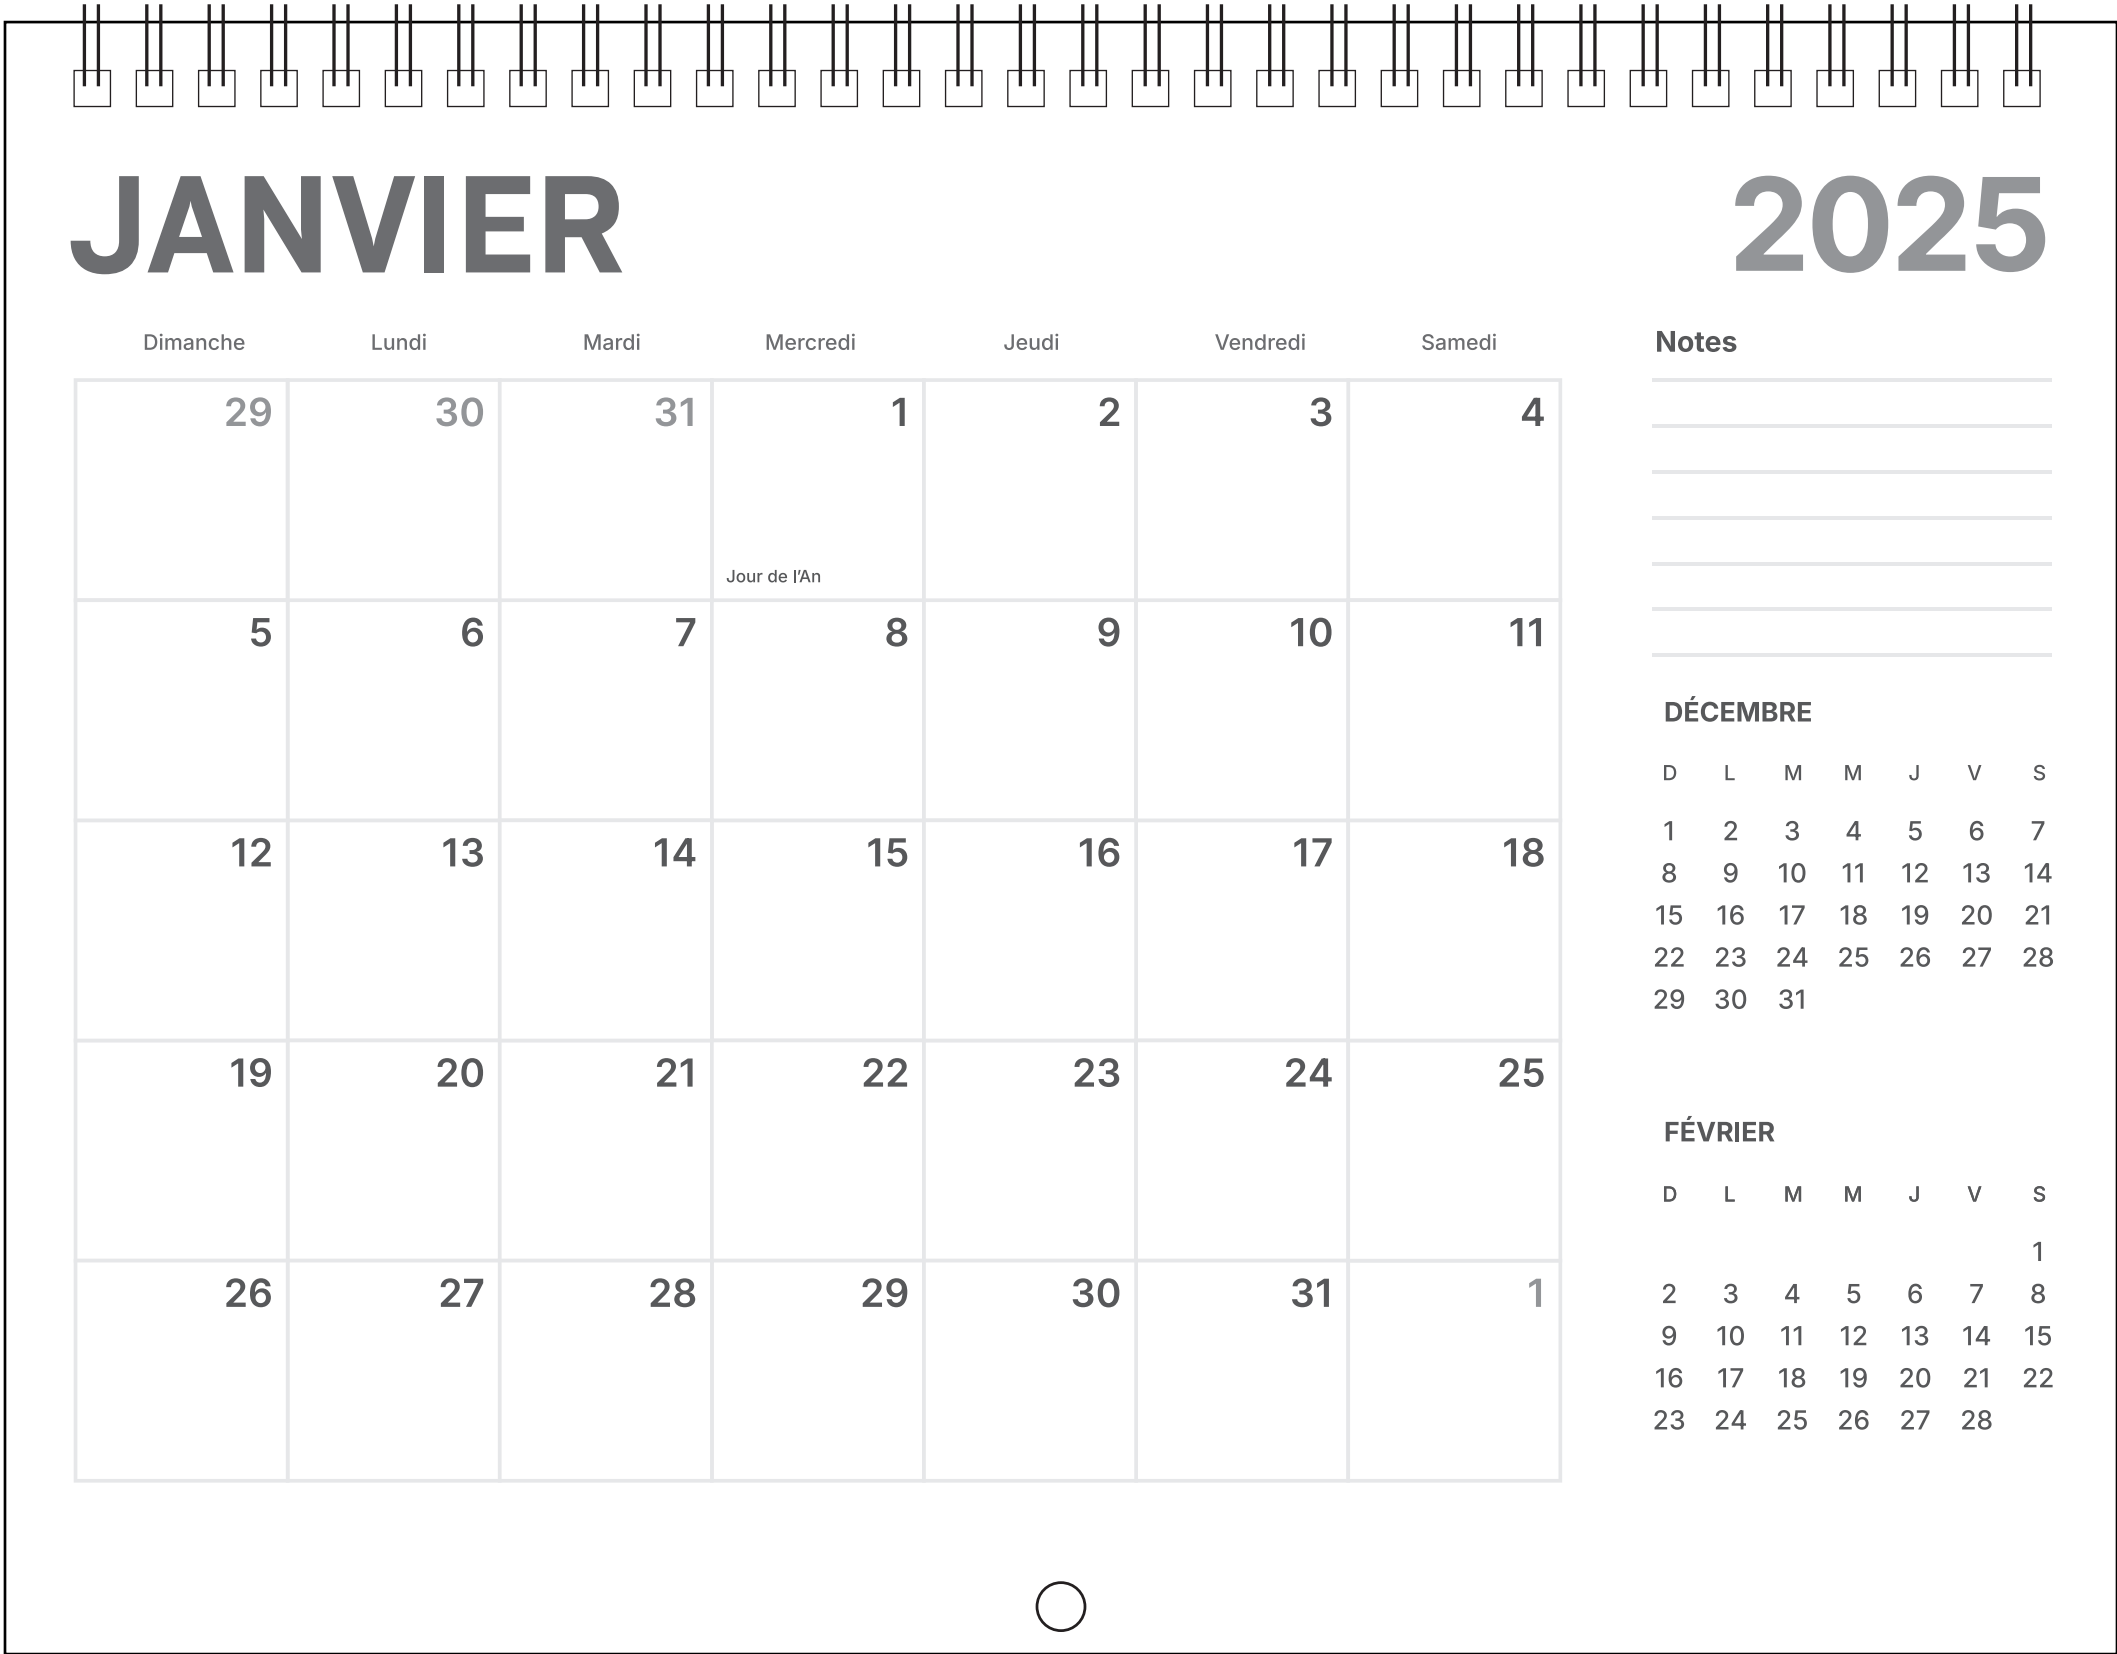 JANVIER 2025
Dimanche Lundi Mardi Mercredi Jeudi Vendredi Samedi
29 30 31 1 2 3 4
Jour de l'An
5 6 7 8 9 10 11
12 13 14 15 16 17 18
19 20 21 22 23 24 25
26 27 28 29 30 31 1
Notes
DÉCEMBRE
D L M M J V S
1 2 3 4 5 6 7
8 9 10 11 12 13 14
15 16 17 18 19 20 21
22 23 24 25 26 27 28
29 30 31
FÉVRIER
D L M M J V S
1
2 3 4 5 6 7 8
9 10 11 12 13 14 15
16 17 18 19 20 21 22
23 24 25 26 27 28